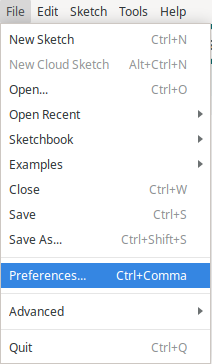 File Edit Sketch Tools Help
New Sketch Ctrl+N
New Cloud Sketch Alt+Ctrl+N
Open... Ctrl+O
Open Recent
Sketchbook
Examples
Close Ctrl+W
Save Ctrl+S
Save As... Ctrl+Shift+S
Preferences... Ctrl+Comma
Advanced
Quit Ctrl+Q